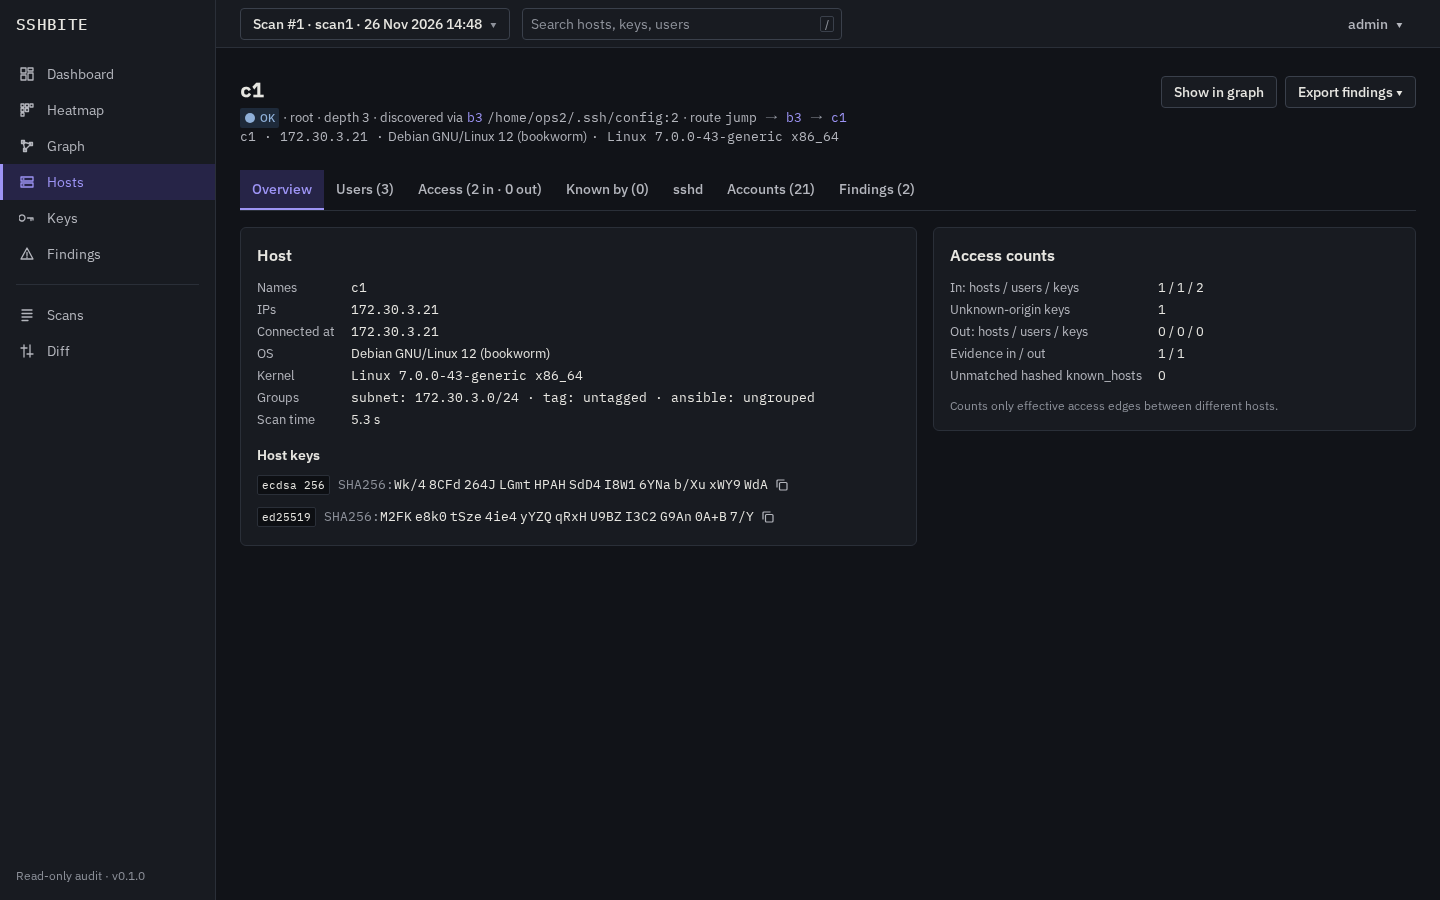 SSHBITE
Scan #1 · scan1 · 26 Nov 2026 14:48 ▾
Search hosts, keys, users
/
admin ▾
Dashboard
Heatmap
Graph
Hosts
Keys
Findings
Scans
Diff
Read-only audit · v0.1.0
c1
Show in graph
Export findings ▾
OK · root · depth 3 · discovered via b3 /home/ops2/.ssh/config:2 · route jump → b3 → c1
c1 · 172.30.3.21 · Debian GNU/Linux 12 (bookworm) · Linux 7.0.0-43-generic x86_64
Overview
Users (3)
Access (2 in · 0 out)
Known by (0)
sshd
Accounts (21)
Findings (2)
Host
Names c1
IPs 172.30.3.21
Connected at 172.30.3.21
OS Debian GNU/Linux 12 (bookworm)
Kernel Linux 7.0.0-43-generic x86_64
Groups subnet: 172.30.3.0/24 · tag: untagged · ansible: ungrouped
Scan time 5.3 s
Host keys
ecdsa 256 SHA256:Wk/4 8CFd 264J LGmt HPAH SdD4 I8W1 6YNa b/Xu xWY9 WdA
ed25519 SHA256:M2FK e8k0 tSze 4ie4 yYZQ qRxH U9BZ I3C2 G9An 0A+B 7/Y
Access counts
In: hosts / users / keys 1 / 1 / 2
Unknown-origin keys 1
Out: hosts / users / keys 0 / 0 / 0
Evidence in / out 1 / 1
Unmatched hashed known_hosts 0
Counts only effective access edges between different hosts.